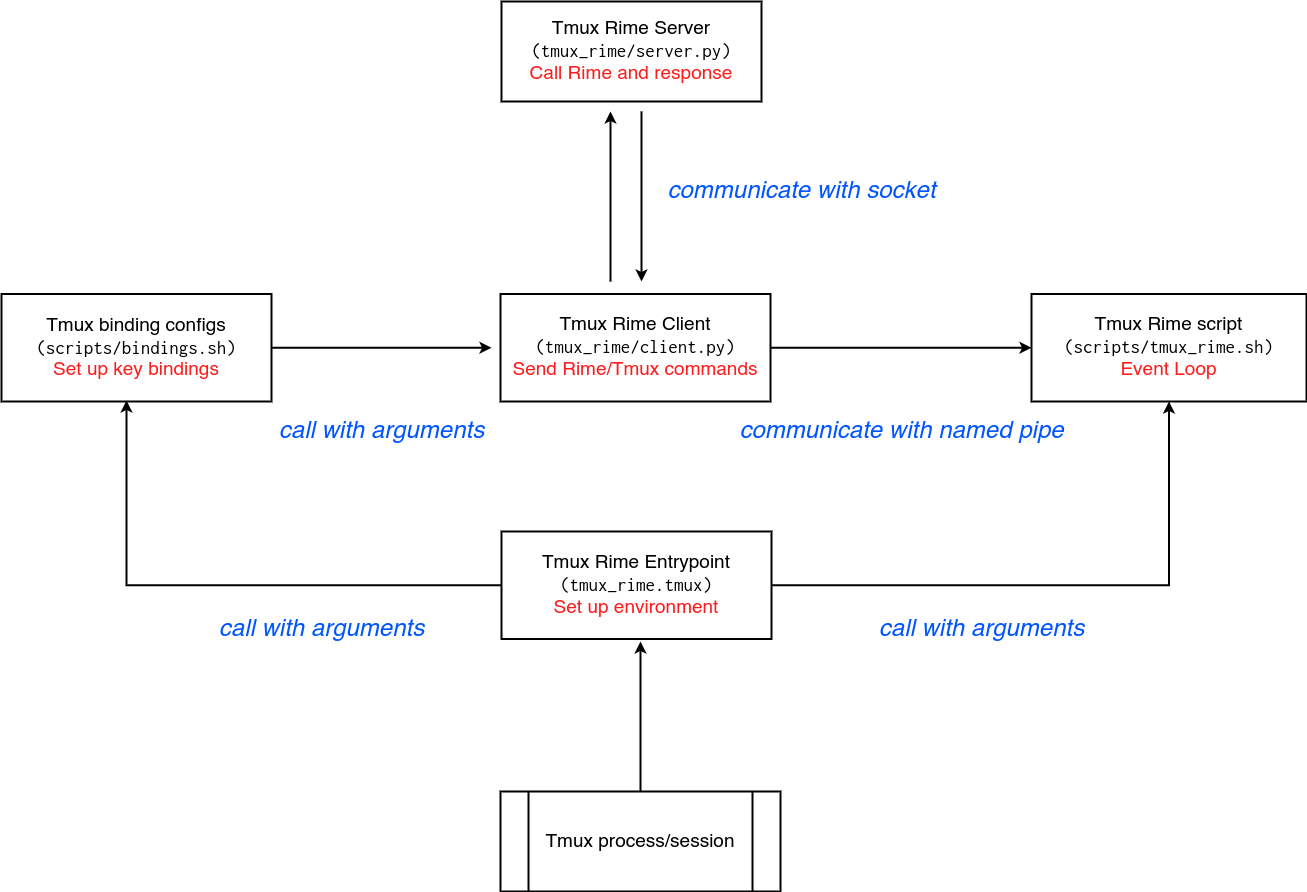 Tmux Rime Server
(tmux_rime/server.py)
Call Rime and response
communicate with socket
Tmux binding configs
(scripts/bindings.sh)
Set up key bindings
Tmux Rime Client
(tmux_rime/client.py)
Send Rime/Tmux commands
Tmux Rime script
(scripts/tmux_rime.sh)
Event Loop
call with arguments
communicate with named pipe
Tmux Rime Entrypoint
(tmux_rime.tmux)
Set up environment
call with arguments
call with arguments
Tmux process/session